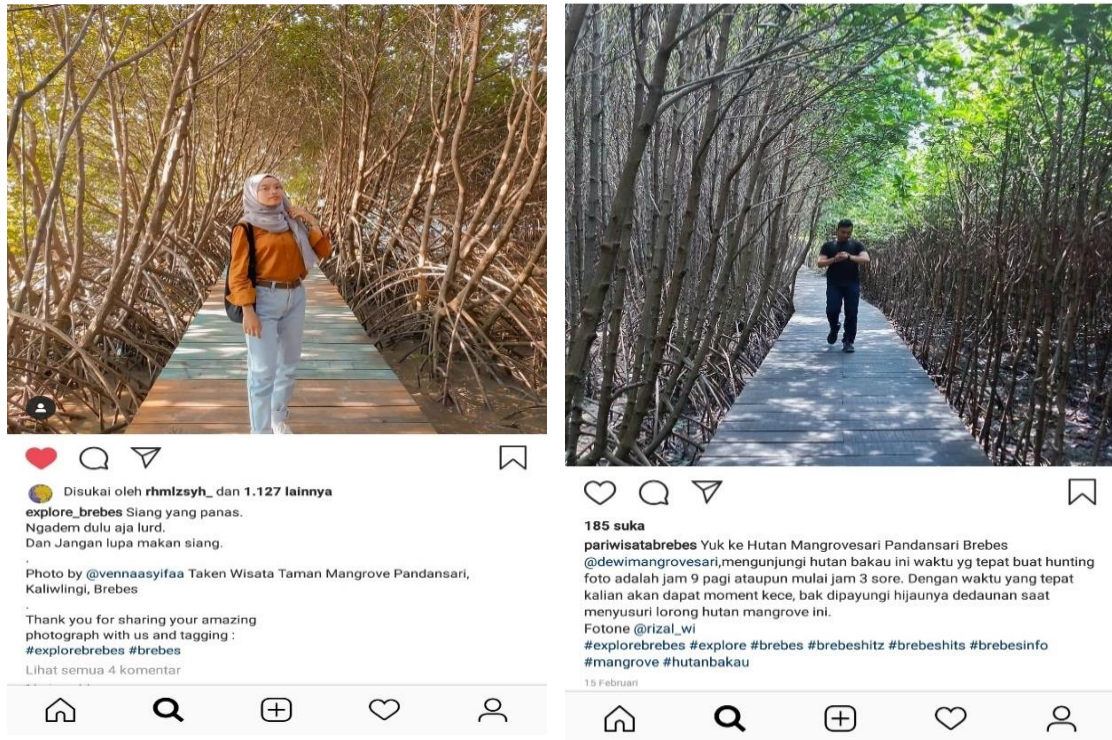 Disukai oleh rhmlzsyh_ dan 1.127 lainnya
explore_brebes Siang yang panas.
Ngadem dulu aja lurd.
Dan Jangan lupa makan siang.
.
Photo by @vennaasyifaa Taken Wisata Taman Mangrove Pandansari,
Kaliwlingi, Brebes
.
Thank you for sharing your amazing
photograph with us and tagging :
#explorebrebes #brebes
Lihat semua 4 komentar
185 suka
pariwisatabrebes Yuk ke Hutan Mangrovesari Pandansari Brebes
@dewimangrovesari,mengunjungi hutan bakau ini waktu yg tepat buat hunting
foto adalah jam 9 pagi ataupun mulai jam 3 sore. Dengan waktu yang tepat
kalian akan dapat moment kece, bak dipayungi hijaunya dedaunan saat
menyusuri lorong hutan mangrove ini.
Fotone @rizal_wi
#explorebrebes #explore #brebes #brebeshitz #brebeshits #brebesinfo
#mangrove #hutanbakau
15 Februari